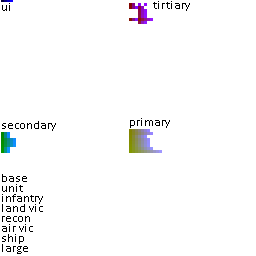 ui
tirtiary
secondary
primary
base
unit
infantry
land vic
recon
air vic
ship
large